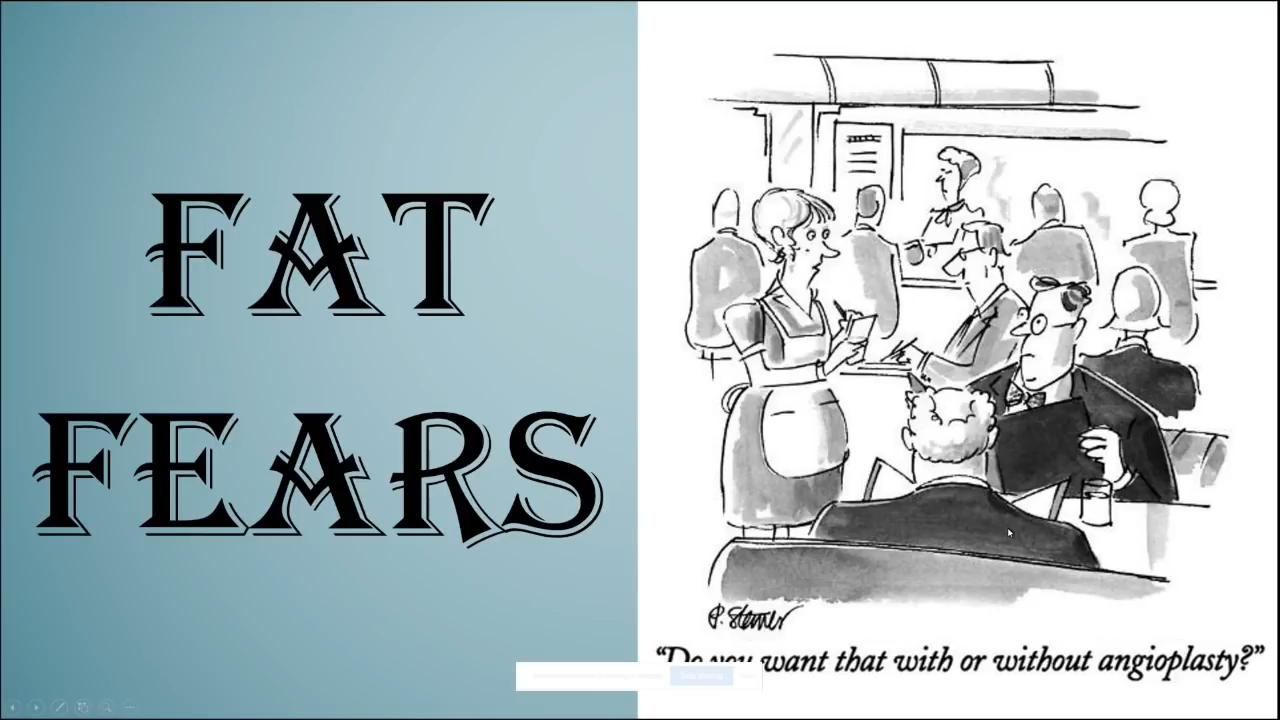 FAT
FEARS
P. Steiner
“Do you want that with or without angioplasty?”